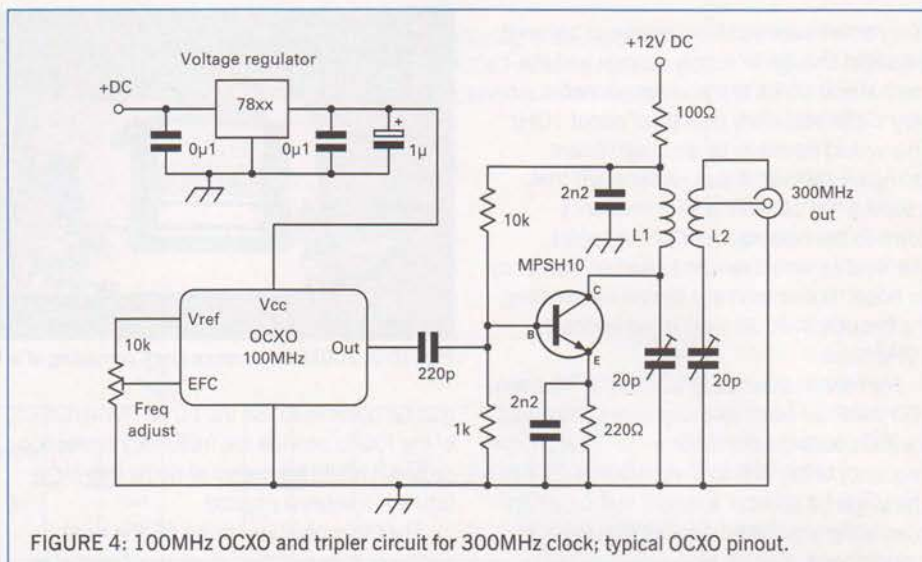 +12V DC
Voltage regulator
+DC
78xx
100Ω
+
0µ1
0µ1
1µ
2n2
300MHz
out
10k
L1
L2
MPSH10
Vcc
C
Vref
B
10k
OCXO
100MHz
Out
E
EFC
220p
20p
20p
2n2
220Ω
Freq
adjust
1k
FIGURE 4: 100MHz OCXO and tripler circuit for 300MHz clock; typical OCXO pinout.